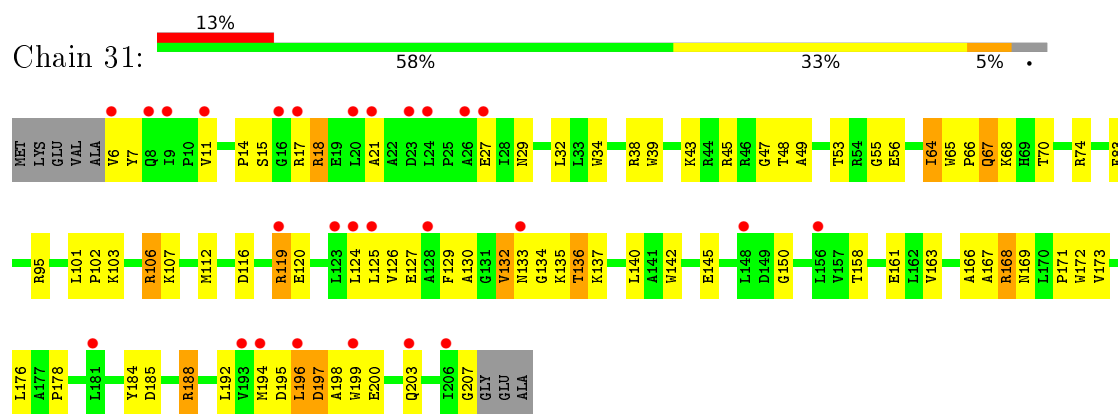 13%
Chain 31:
58% 33% 5% •
MET LYS GLU VAL ALA V6 Y7 Q8 I9 P10 V11 P14 S15 G16 R17 R18 E19 L20 A21 A22 D23 L24 P25 A26 E27 I28 N29 L32 L33 W34 R38 W39 K43 R44 R45 R46 G47 T48 A49 T53 R54 G55 E56 I64 W65 P66 Q67 K68 H69 T70 R74
R95 L101 P102 K103 R106 K107 M112 D116 R119 E120 L123 L124 L125 V126 E127 A128 F129 A130 G131 V132 N133 G134 K135 T136 K137 L140 A141 W142 E145 L148 D149 G150 L156 V157 T158 E161 L162 V163 A166 A167 R168 N169 L170 P171 W172 V173
L176 A177 P178 L181 Y184 D185 R188 L192 V193 M194 D195 L196 D197 A198 W199 E200 Q203 I206 G207 GLY GLU ALA